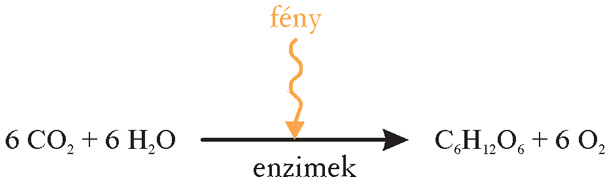 fény
6 CO₂ + 6 H₂O C₆H₁₂O₆ + 6 O₂
enzimek